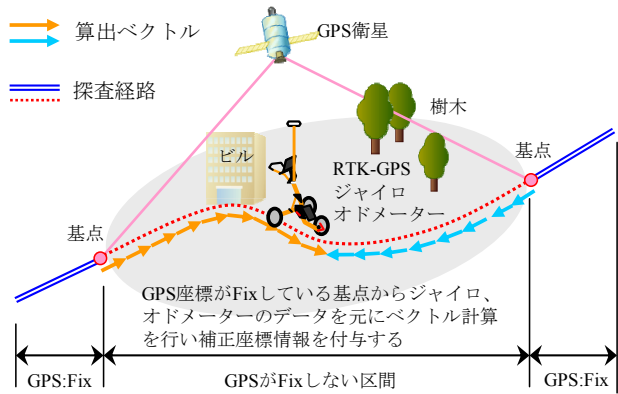 算出ベクトル
GPS衛星
探査経路
樹木
ビル
RTK-GPS
ジャイロ
オドメーター
基点
基点
GPS座標がFixしている基点からジャイロ、
オドメーターのデータを元にベクトル計算
を行い補正座標情報を付与する
GPS:Fix
GPSがFixしない区間
GPS:Fix